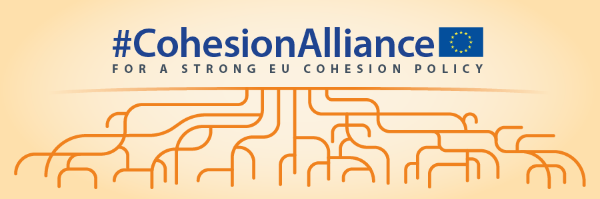 #CohesionAlliance
FOR A STRONG EU COHESION POLICY